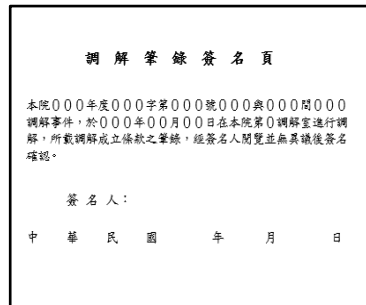 調解筆錄簽名頁
本院000年度000字第000號000與000間000
調解事件，於000年00月00日在本院第0調解室進行調
解，所載調解成立條款之筆錄，經簽名人閱覽並無異議後簽名
確認。
簽名人：
中華民國 年 月 日